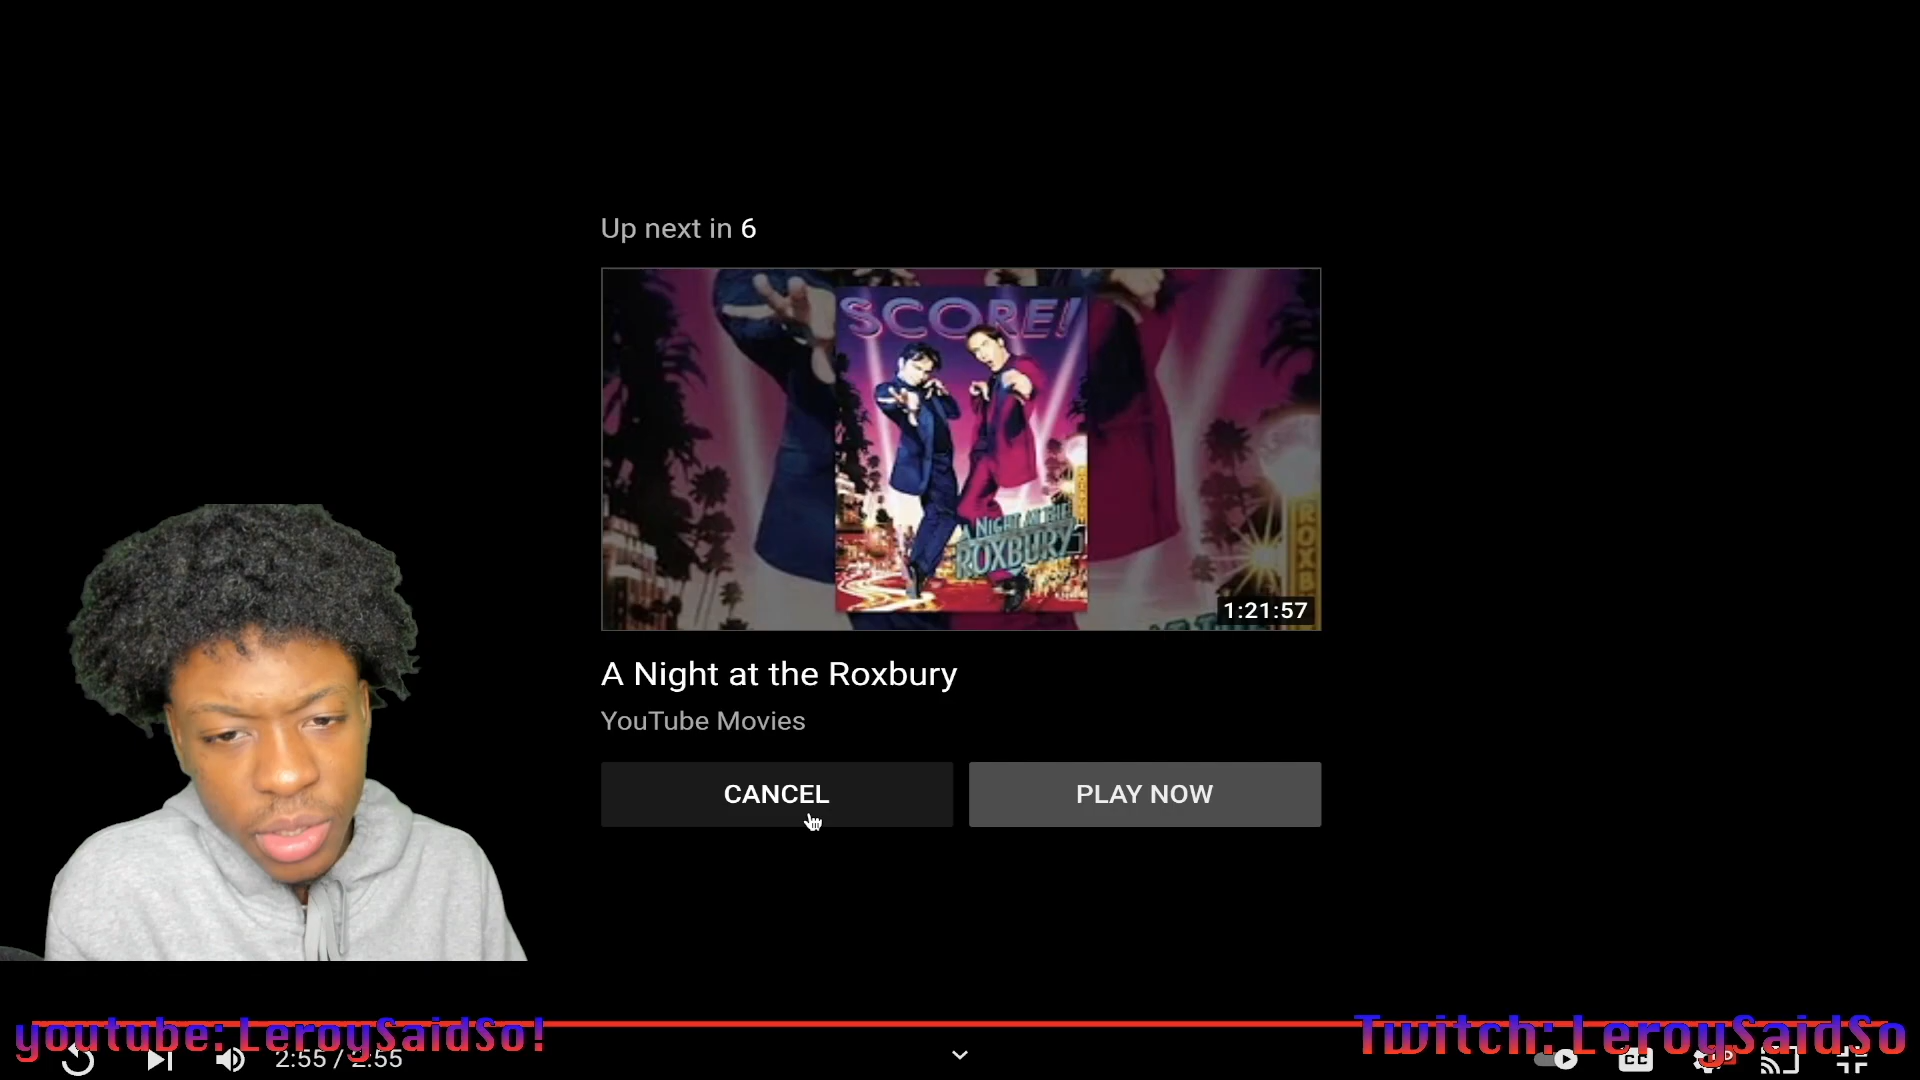 Up next in 6
SCORE!
A NIGHT AT THE
ROXBURY
1:21:57
A Night at the Roxbury
YouTube Movies
CANCEL
PLAY NOW
youtube: LeroySaidSo!
Twitch: LeroySaidSo
2:55 / 2:55
CC